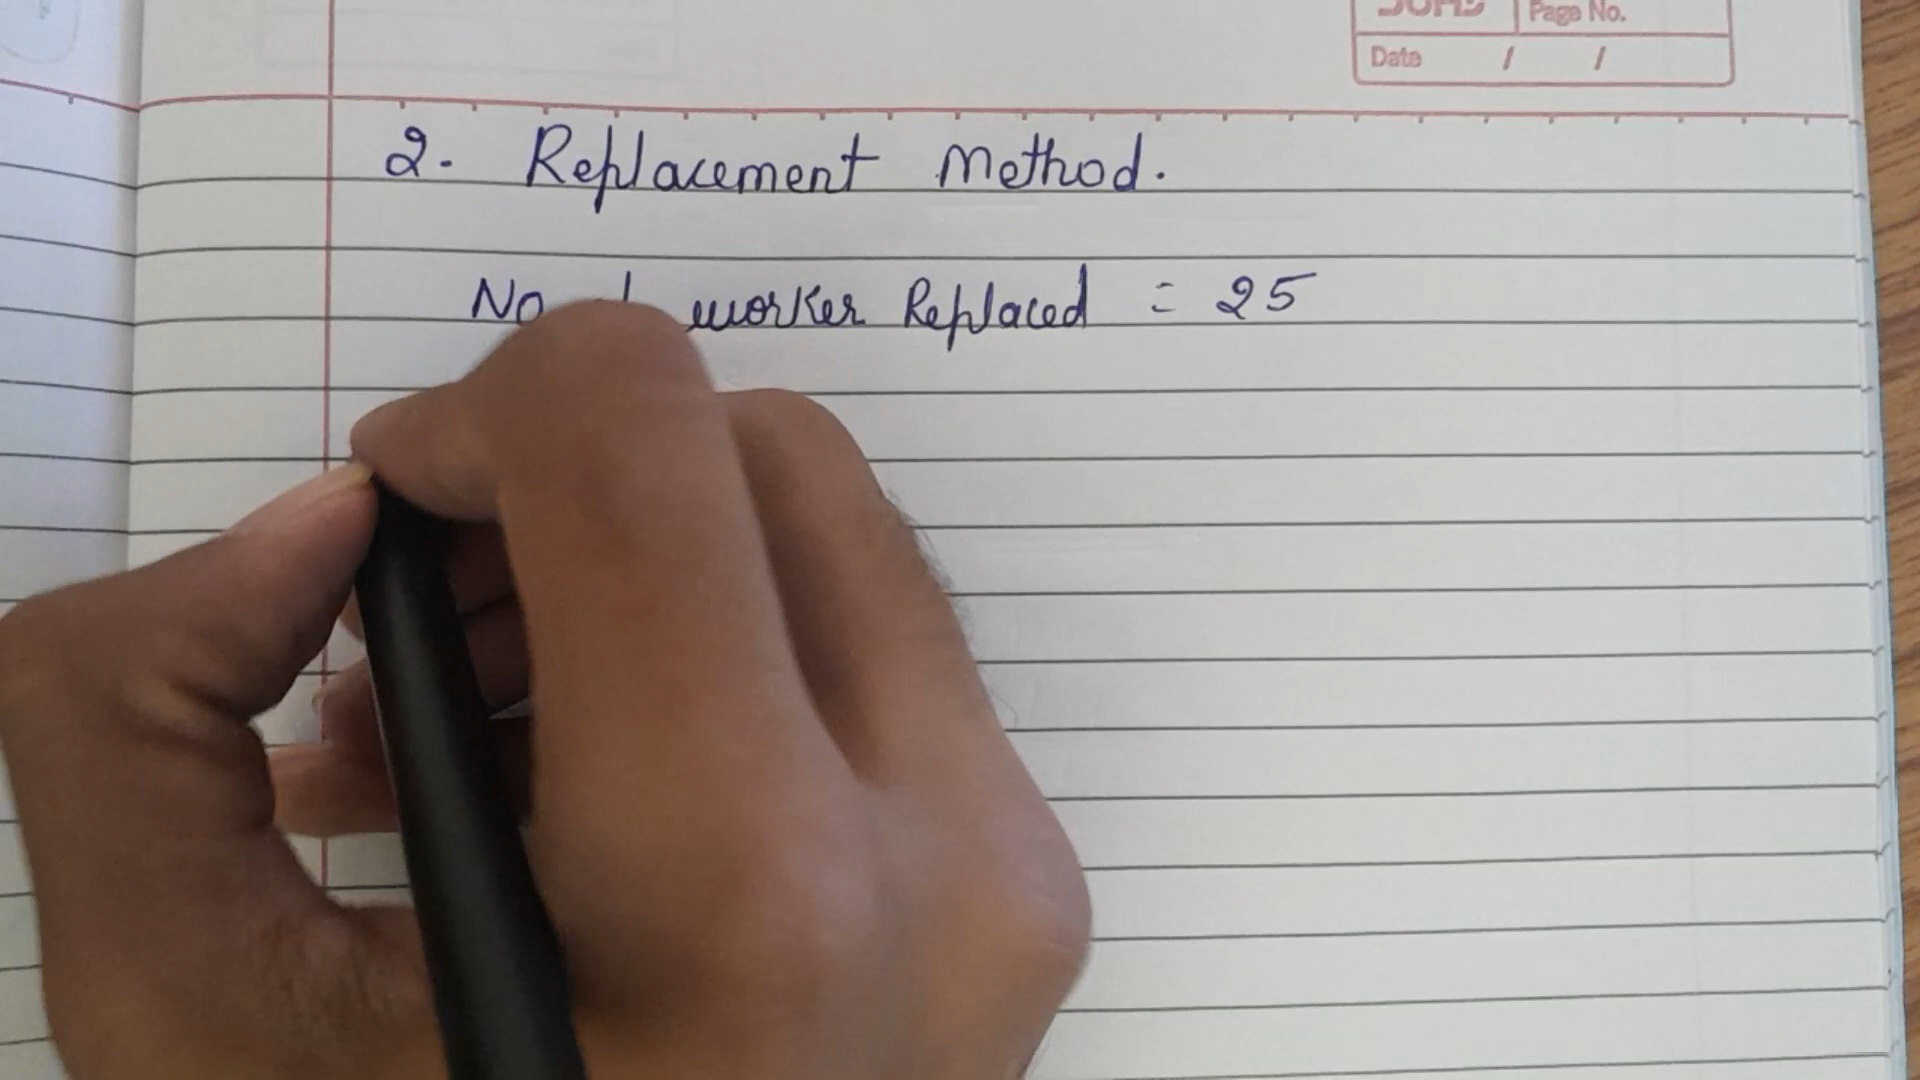 Page No.
Date / /
2. Replacement Method.
No worker Replaced = 25